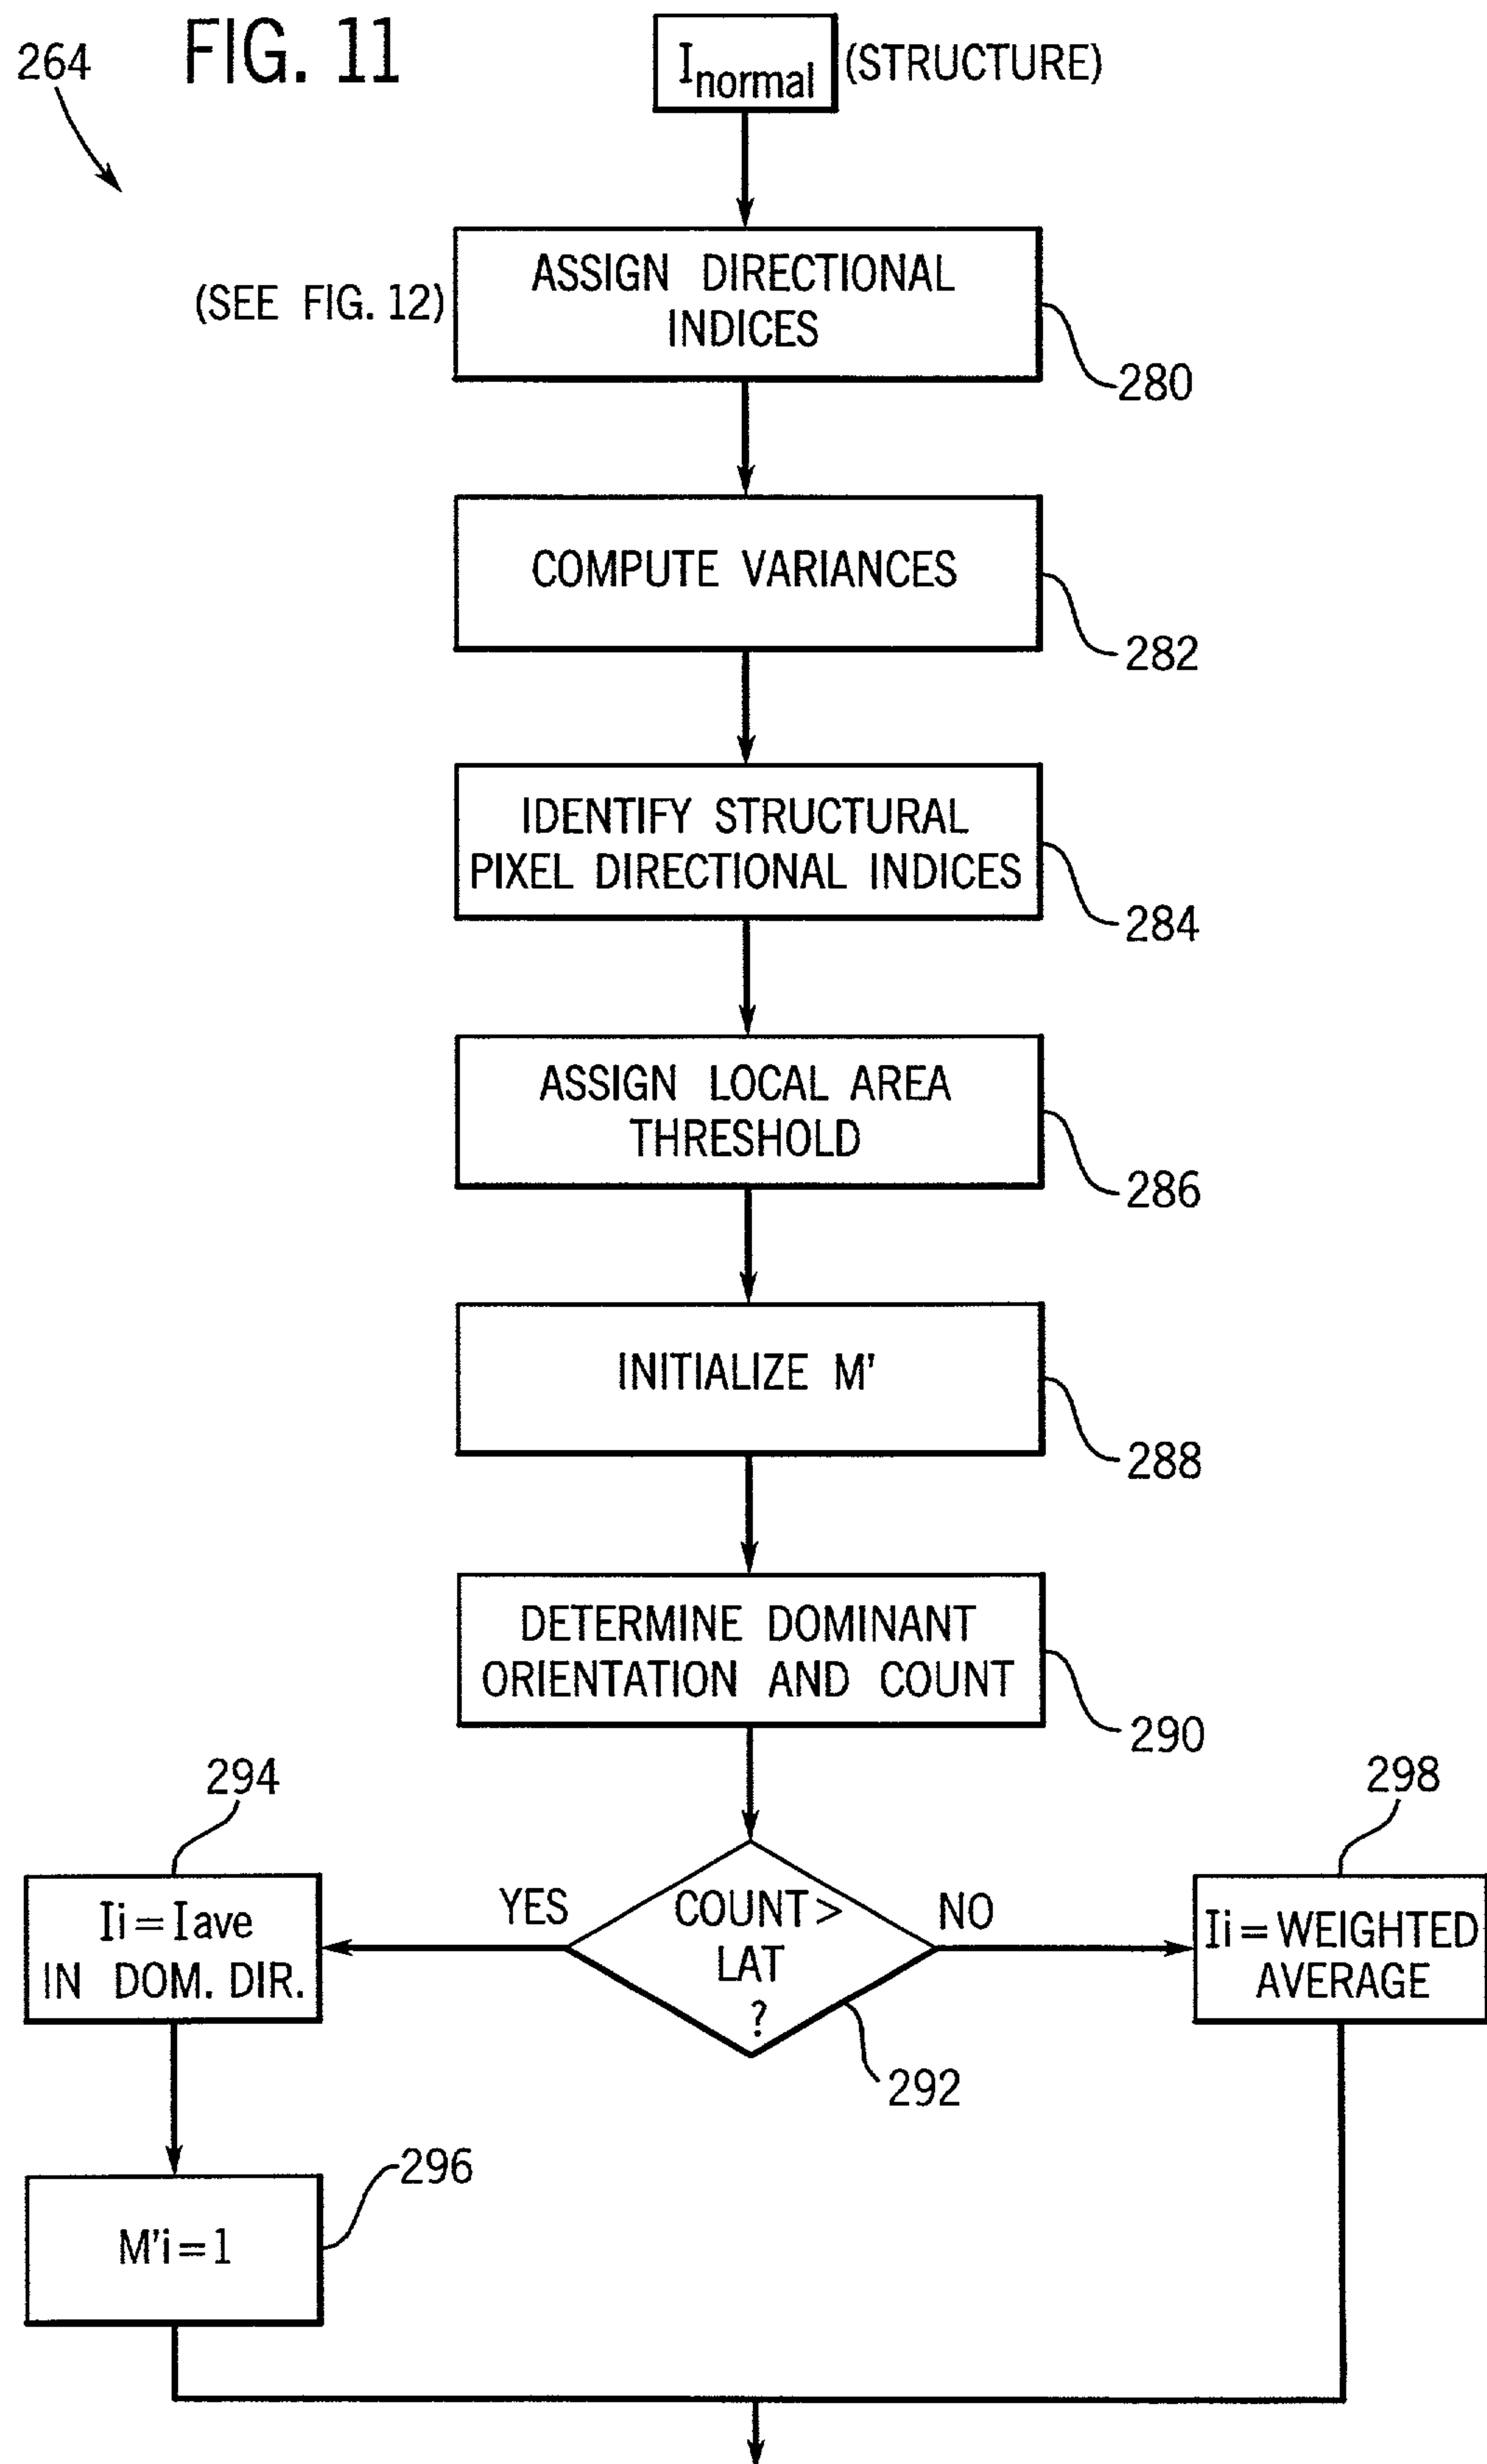 FIG. 11
264
Inormal (STRUCTURE)
(SEE FIG. 12)
ASSIGN DIRECTIONAL
INDICES
280
COMPUTE VARIANCES
282
IDENTIFY STRUCTURAL
PIXEL DIRECTIONAL INDICES
284
ASSIGN LOCAL AREA
THRESHOLD
286
INITIALIZE M'
288
DETERMINE DOMINANT
ORIENTATION AND COUNT
290
294
298
YES
COUNT>
LAT
?
NO
292
Ii=Iave
IN DOM. DIR.
Ii=WEIGHTED
AVERAGE
296
M'i=1